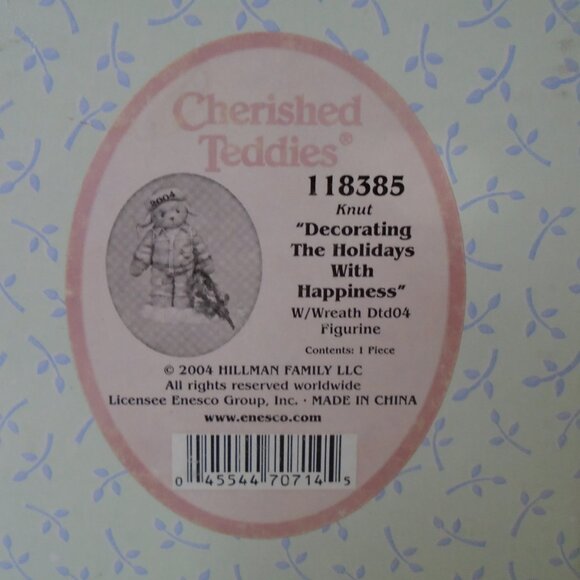 Cherished
Teddies®
2004
118385
Knut
"Decorating
The Holidays
With
Happiness"
W/Wreath Dtd04
Figurine
Contents: 1 Piece
© 2004 HILLMAN FAMILY LLC
All rights reserved worldwide
Licensee Enesco Group, Inc. · MADE IN CHINA
www.enesco.com
0 45544 70714 5